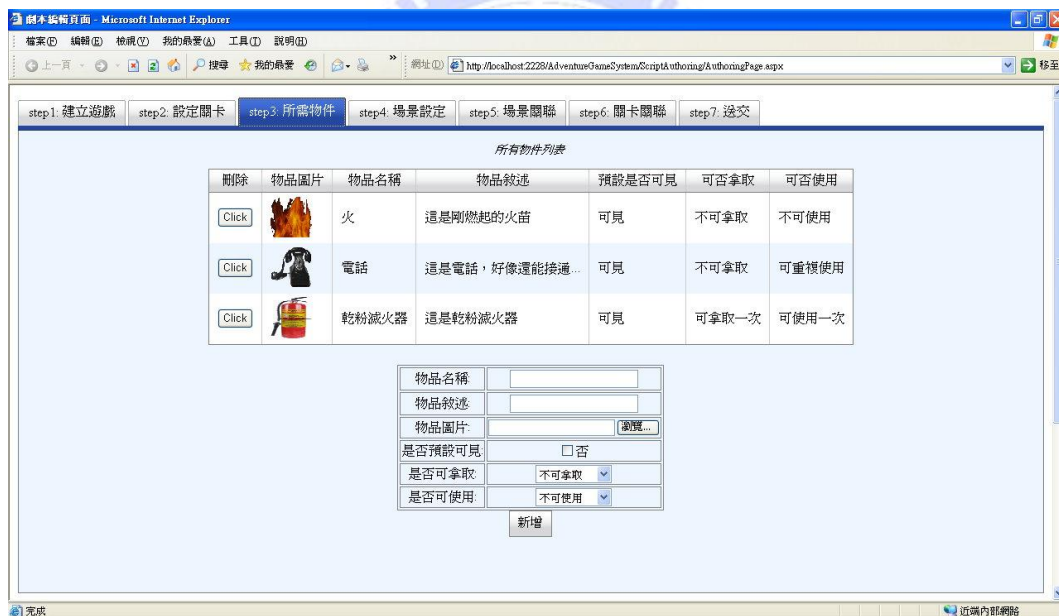 劇本編輯頁面 - Microsoft Internet Explorer
檔案(F) 編輯(E) 檢視(V) 我的最愛(A) 工具(T) 說明(H)
上一頁 搜尋 我的最愛 » 網址(D) http://localhost:2228/AdventureGameSystem/ScriptAuthoring/AuthoringPage.aspx 移至
step1: 建立遊戲 step2: 設定關卡 step3: 所需物件 step4: 場景設定 step5: 場景關聯 step6: 關卡關聯 step7: 送交
所有物件列表
刪除 物品圖片 物品名稱 物品敘述 預設是否可見 可否拿取 可否使用
Click 火 這是剛燃起的火苗 可見 不可拿取 不可使用
Click 電話 這是電話，好像還能接通... 可見 不可拿取 可重複使用
Click 乾粉滅火器 這是乾粉滅火器 可見 可拿取一次 可使用一次
物品名稱:
物品敘述:
物品圖片: 瀏覽...
是否預設可見: 否
是否可拿取: 不可拿取
是否可使用: 不可使用
新增
完成 近端內部網路